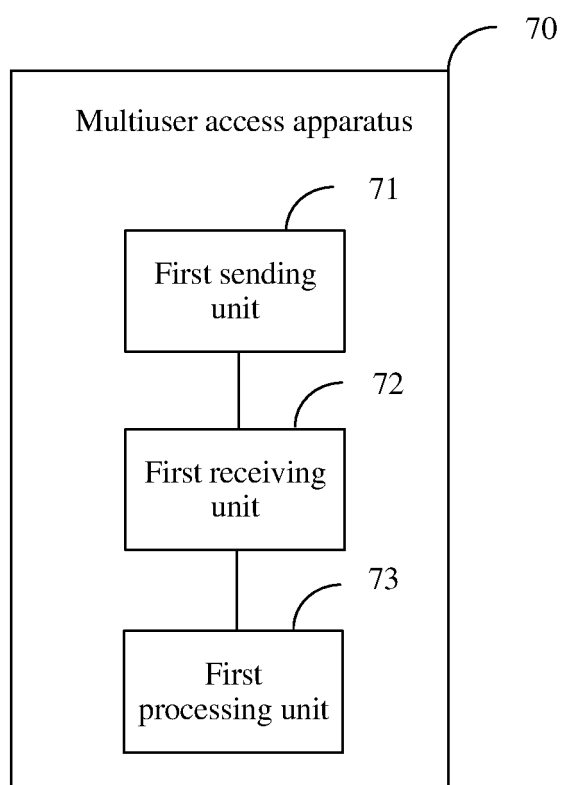 70
Multiuser access apparatus
71
First sending
unit
72
First receiving
unit
73
First
processing unit